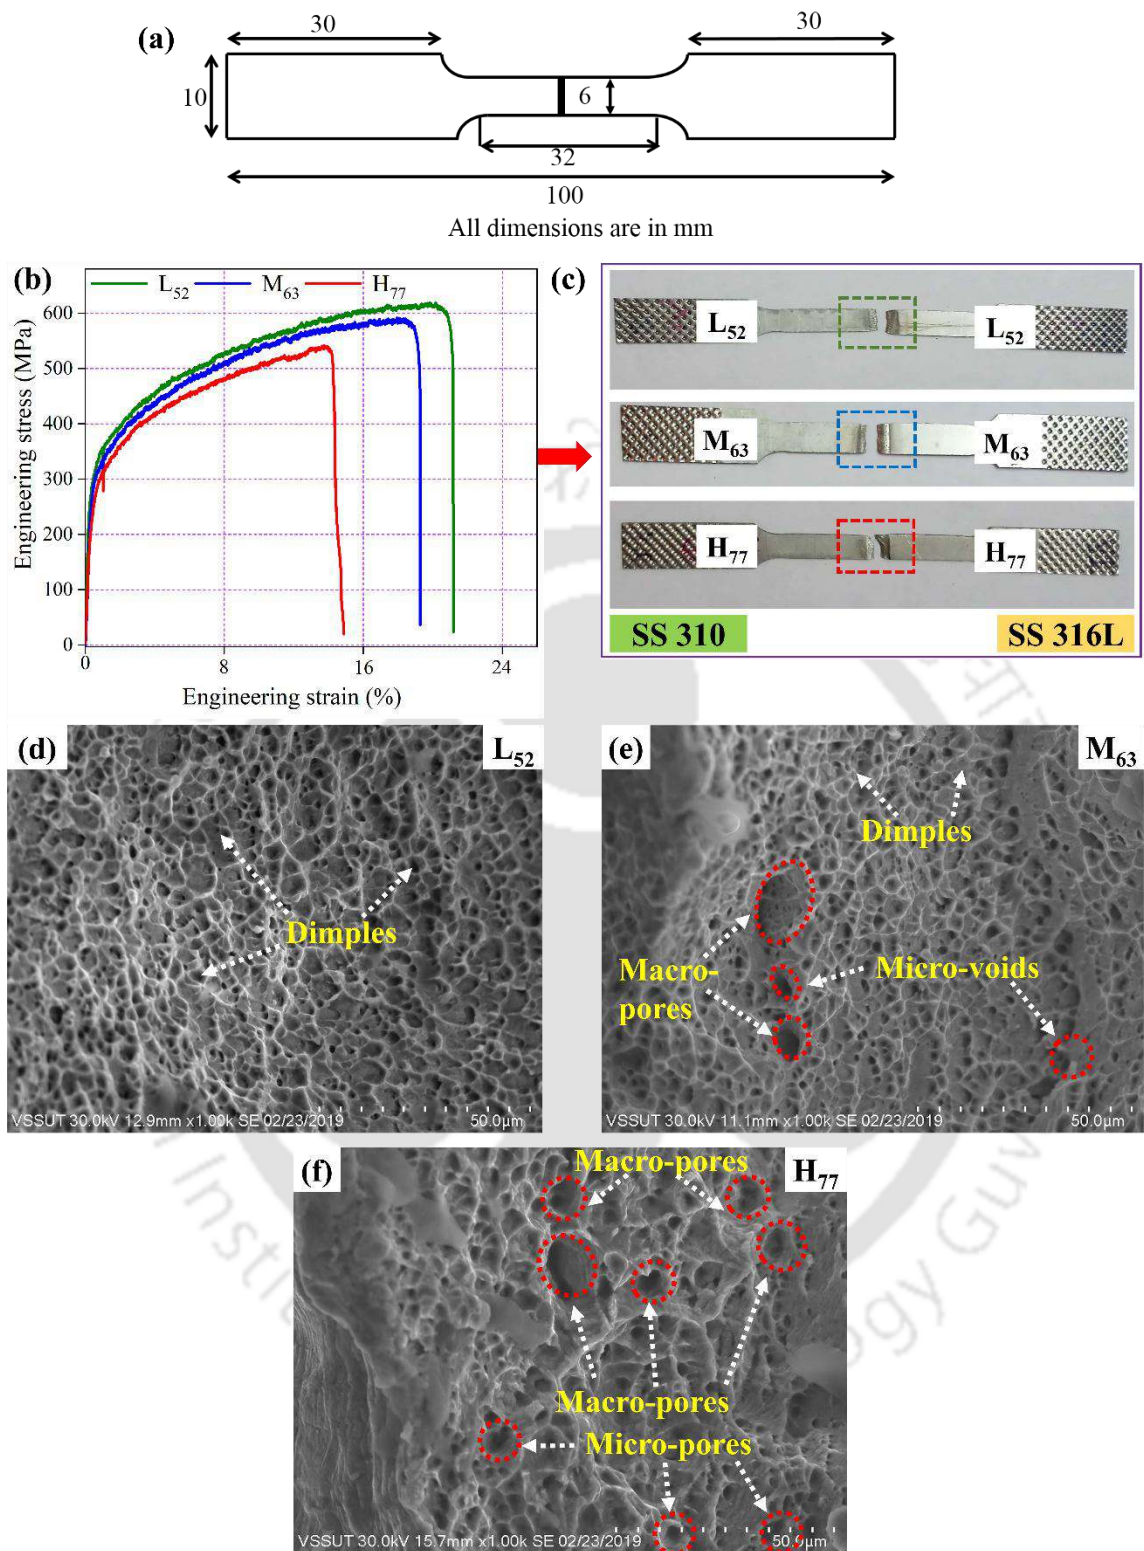 (a)
30
30
10
6
32
100
All dimensions are in mm
(b)
L52 M63 H77
Engineering stress (MPa)
600
500
400
300
200
100
0
0 8 16 24
Engineering strain (%)
(c)
L52 L52
M63 M63
H77 H77
SS 310 SS 316L
(d) L52
Dimples
VSSUT 30.0kV 12.9mm x1.00k SE 02/23/2019 50.0µm
(e) M63
Dimples
Macro-
pores
Micro-voids
VSSUT 30.0kV 11.1mm x1.00k SE 02/23/2019 50.0µm
(f) H77
Macro-pores
Macro-pores
Micro-pores
VSSUT 30.0kV 15.7mm x1.00k SE 02/23/2019 50.0µm